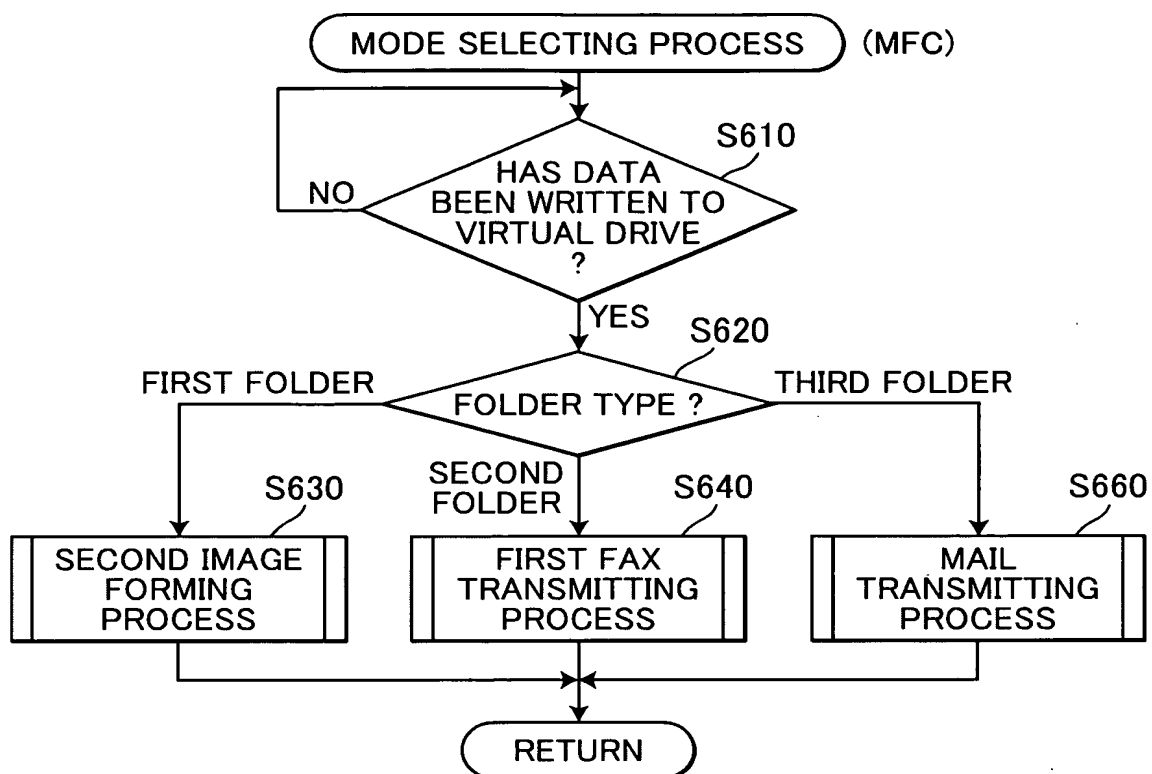 MODE SELECTING PROCESS (MFC)
S610
HAS DATA
BEEN WRITTEN TO
VIRTUAL DRIVE
?
NO
YES
S620
FIRST FOLDER
FOLDER TYPE ?
THIRD FOLDER
SECOND
FOLDER
S630
SECOND IMAGE
FORMING
PROCESS
S640
FIRST FAX
TRANSMITTING
PROCESS
S660
MAIL
TRANSMITTING
PROCESS
RETURN